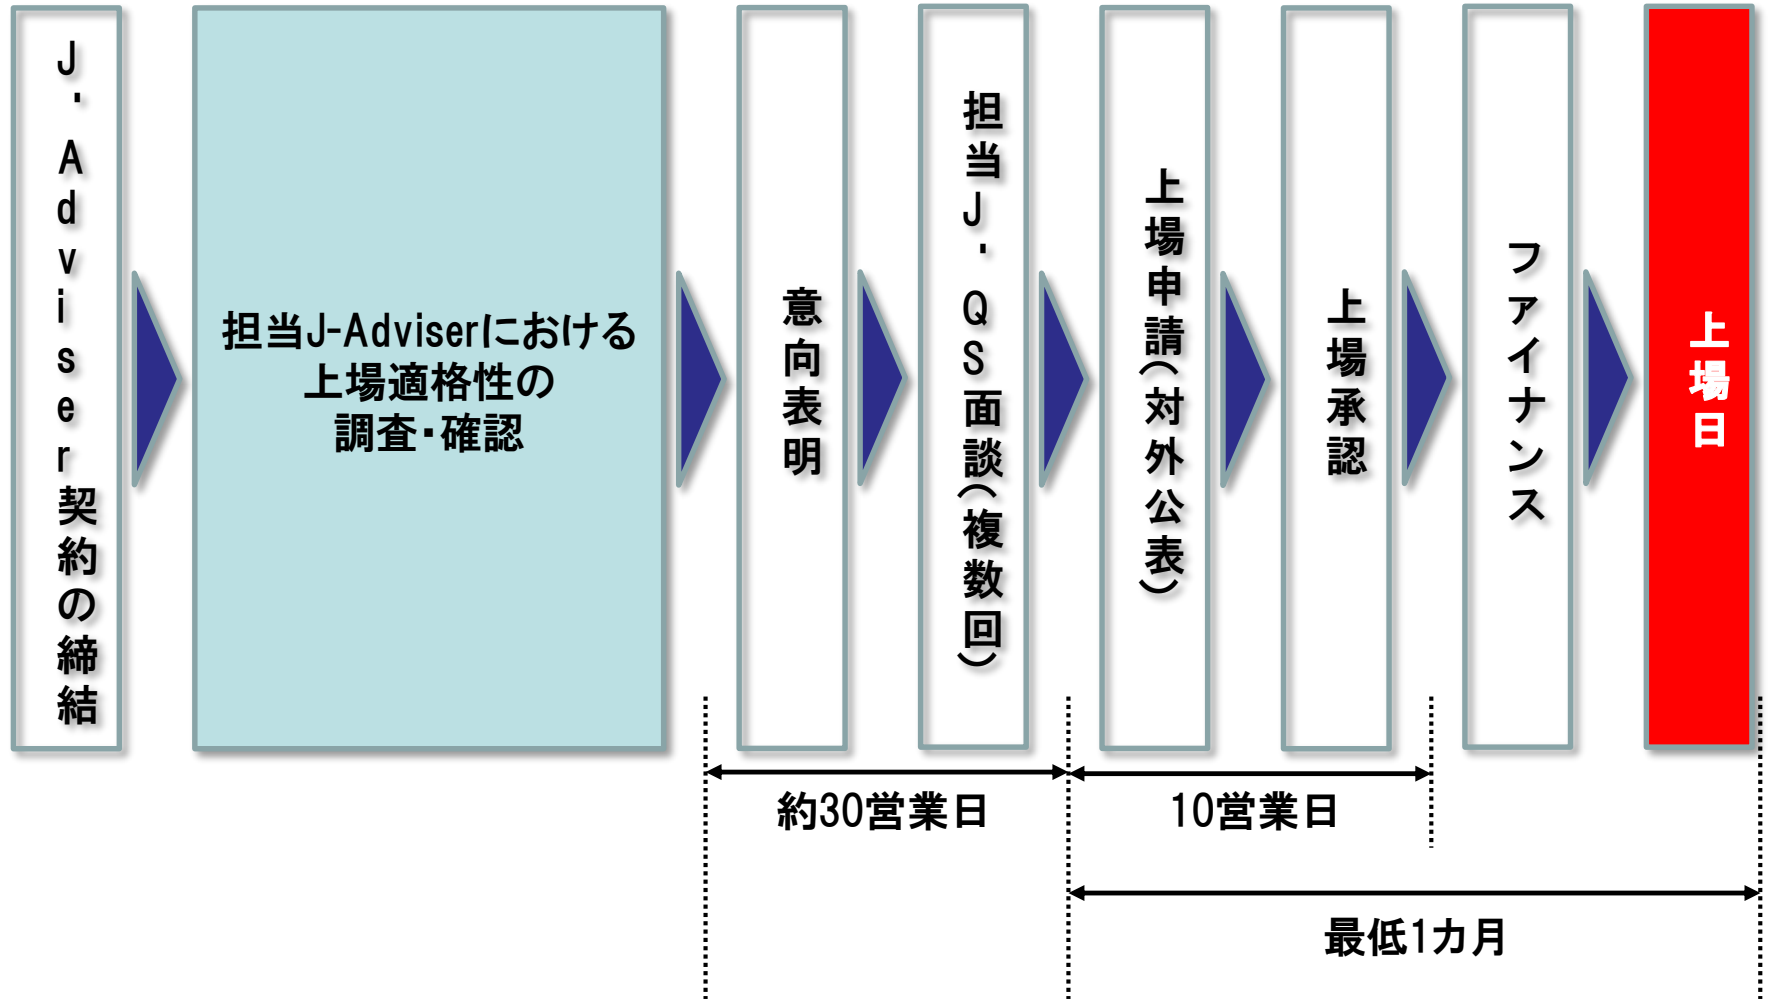 J‐Adviser契約の締結
担当J-Adviserにおける
上場適格性の
調査・確認
意向表明
担当J‐QS面談(複数回)
上場申請(対外公表)
上場承認
ファイナンス
上場日
約30営業日
10営業日
最低1カ月